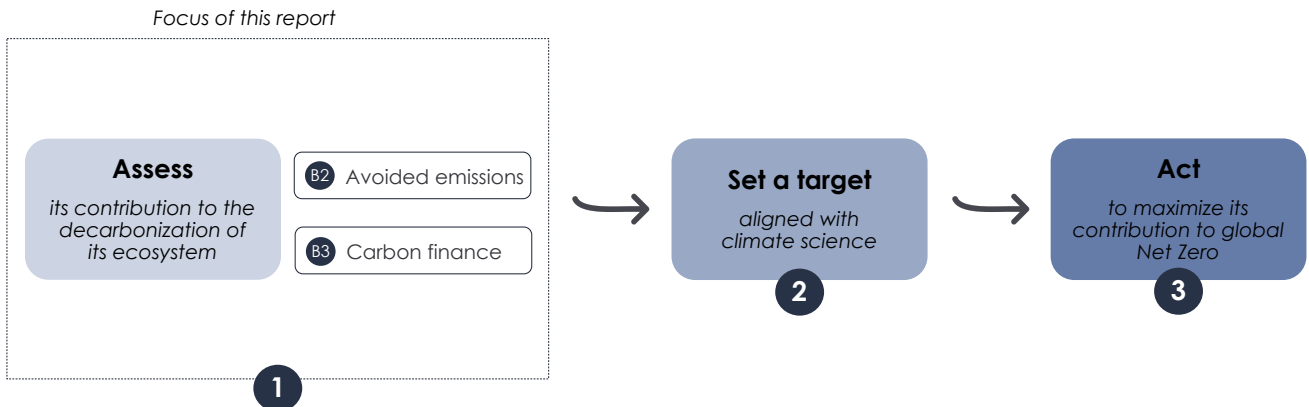 Focus of this report
Assess
its contribution to the
decarbonization of
its ecosystem
B2 Avoided emissions
B3 Carbon finance
1
Set a target
aligned with
climate science
2
Act
to maximize its
contribution to global
Net Zero
3